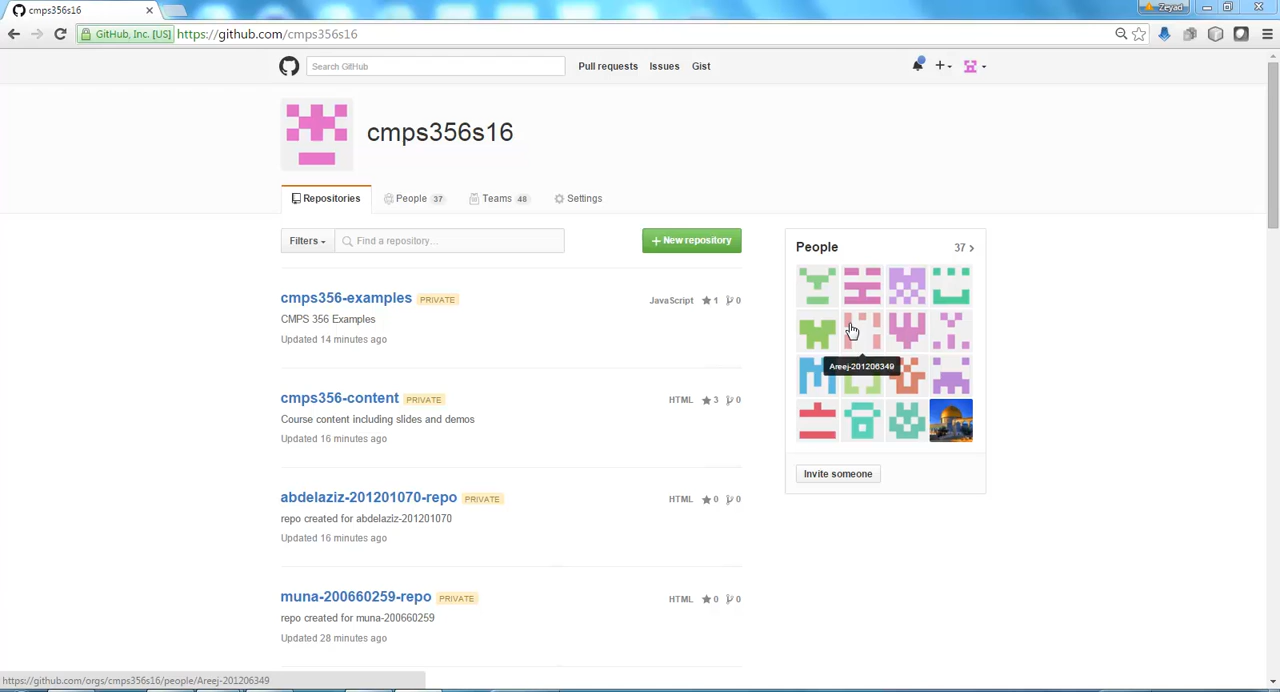 cmps356s16
Zeyad
GitHub, Inc. [US] https://github.com/cmps356s16
Search GitHub
Pull requests Issues Gist
cmps356s16
Repositories People 37 Teams 48 Settings
Filters Find a repository... New repository
cmps356-examples PRIVATE
JavaScript 1 0
CMPS 356 Examples
Updated 14 minutes ago
cmps356-content PRIVATE
HTML 3 0
Course content including slides and demos
Updated 16 minutes ago
abdelaziz-201201070-repo PRIVATE
HTML 0 0
repo created for abdelaziz-201201070
Updated 16 minutes ago
muna-200660259-repo PRIVATE
HTML 0 0
repo created for muna-200660259
Updated 28 minutes ago
People 37
Areej-201206349
Invite someone
https://github.com/orgs/cmps356s16/people/Areej-201206349